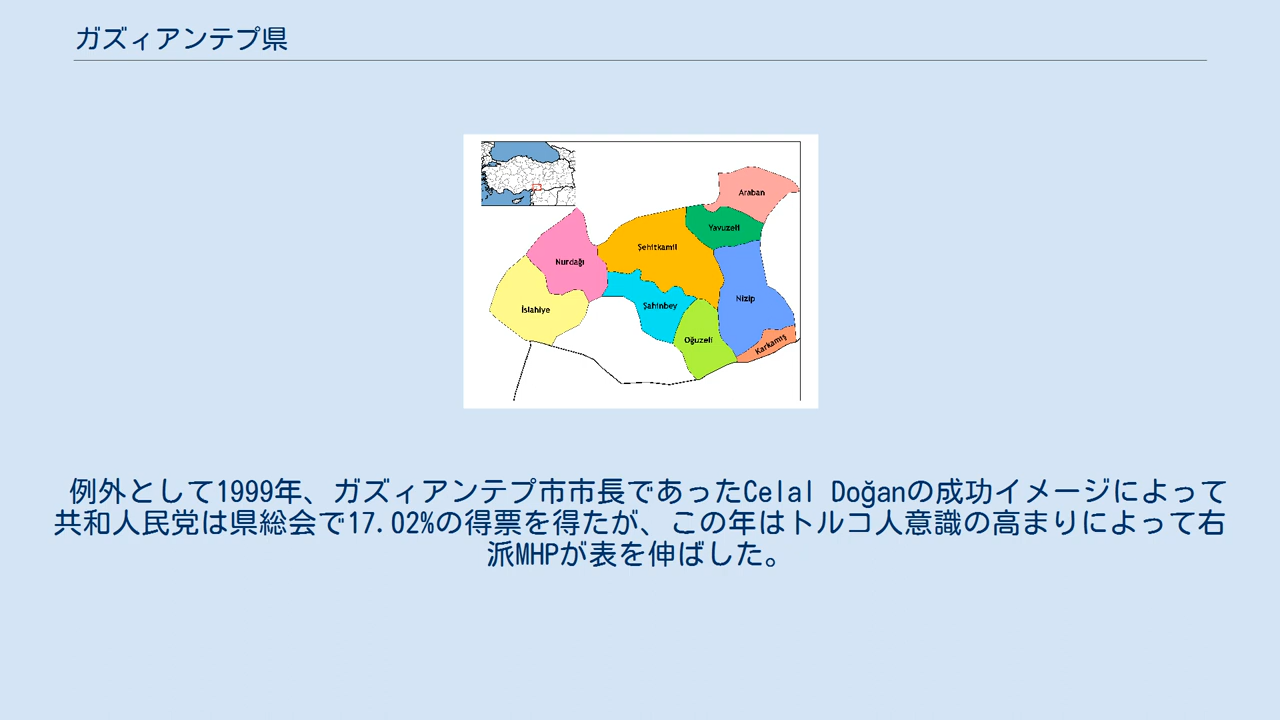 ガズィアンテプ県
Araban
Yavuzeli
Şehitkamil
Nurdağı
Nizip
Şahinbey
İslahiye
Oğuzeli
Karkamış
例外として1999年、ガズィアンテプ市市長であったCelal Doğanの成功イメージによって
共和人民党は県総会で17.02%の得票を得たが、この年はトルコ人意識の高まりによって右
派MHPが表を伸ばした。